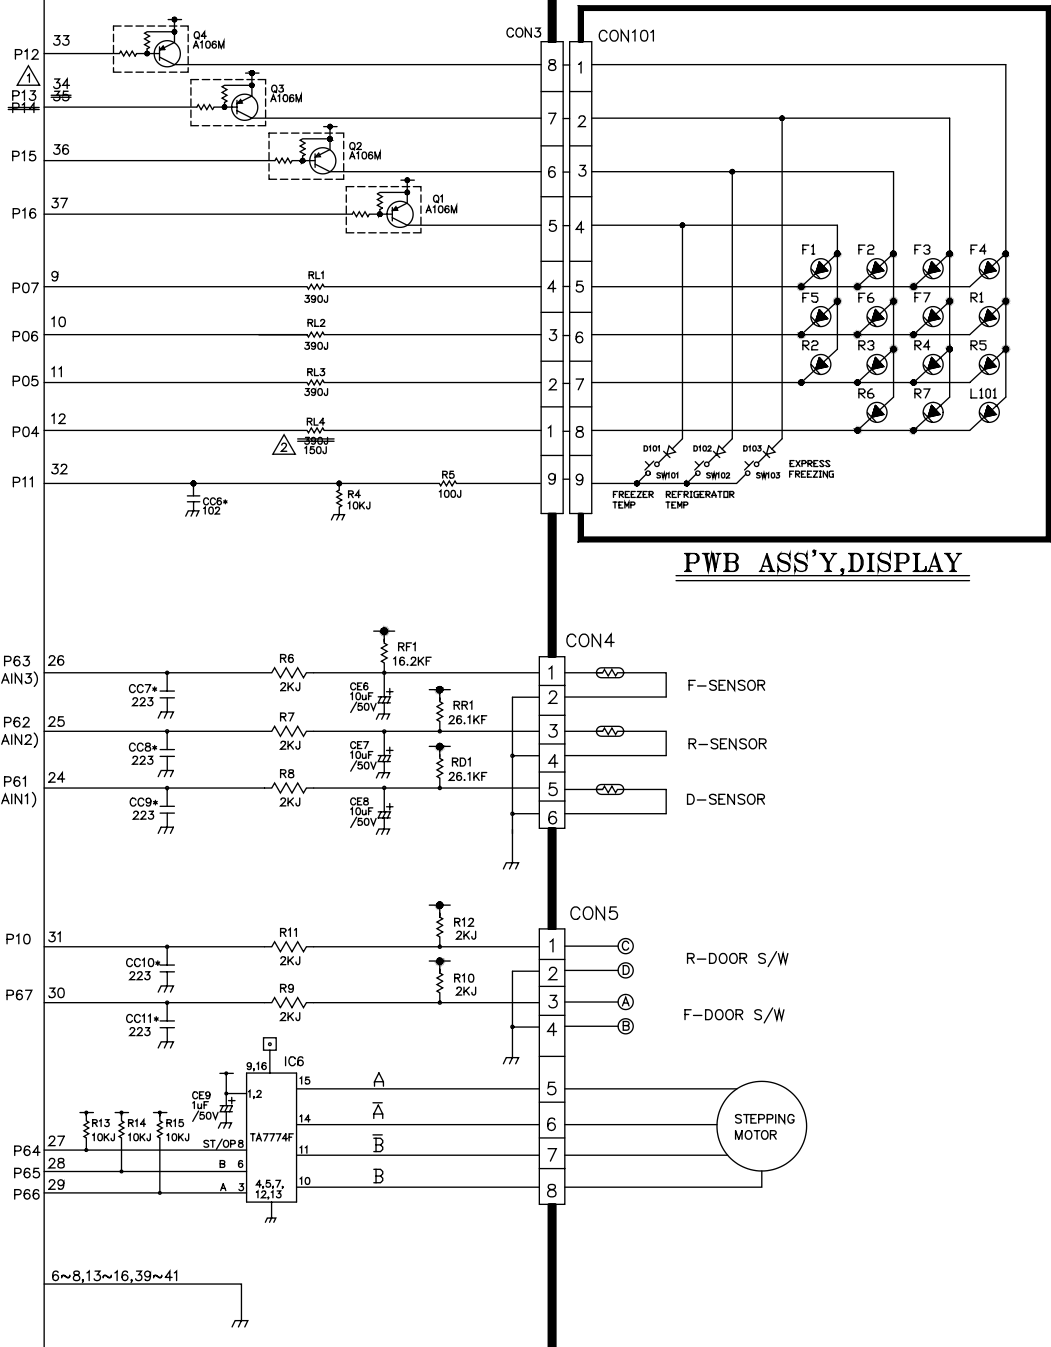 33
P12
Q4
A106M
CON3
CON101
1
34
P13 35
P14
Q3
A106M
8 1
7 2
36
P15
Q2
A106M
6 3
37
P16
Q1
A106M
5 4
F1 F2 F3 F4
9
P07
RL1
390J
4 5
F5 F6 F7 R1
10
P06
RL2
390J
3 6
R2 R3 R4 R5
11
P05
RL3
390J
2 7
R6 R7 L101
12
P04
RL4
390J
150J
2
1 8
D101 D102 D103
SW101 SW102 SW103
EXPRESS
FREEZING
32
P11
CC6*
102
R4
10KJ
R5
100J
9 9
FREEZER
TEMP
REFRIGERATOR
TEMP
PWB ASS'Y,DISPLAY
CON4
P63
AIN3)
26
CC7*
223
R6
2KJ
RF1
16.2KF
CE6
10uF
/50V
1
2
F-SENSOR
P62
AIN2)
25
CC8*
223
R7
2KJ
RR1
26.1KF
CE7
10uF
/50V
3
4
R-SENSOR
P61
AIN1)
24
CC9*
223
R8
2KJ
RD1
26.1KF
CE8
10uF
/50V
5
6
D-SENSOR
CON5
P10
31
CC10*
223
R11
2KJ
R12
2KJ
1 C
2 D
R-DOOR S/W
P67
30
CC11*
223
R9
2KJ
R10
2KJ
3 A
4 B
F-DOOR S/W
9,16
IC6
CE9
1uF
/50V
1,2
15 A 5
14 A̅ 6
11 B̅ 7
10 B 8
STEPPING
MOTOR
R13
10KJ
R14
10KJ
R15
10KJ
TA7774F
P64 27 ST/OP 8
P65 28 B 6
P66 29 A 3
4,5,7,
12,13
6~8,13~16,39~41